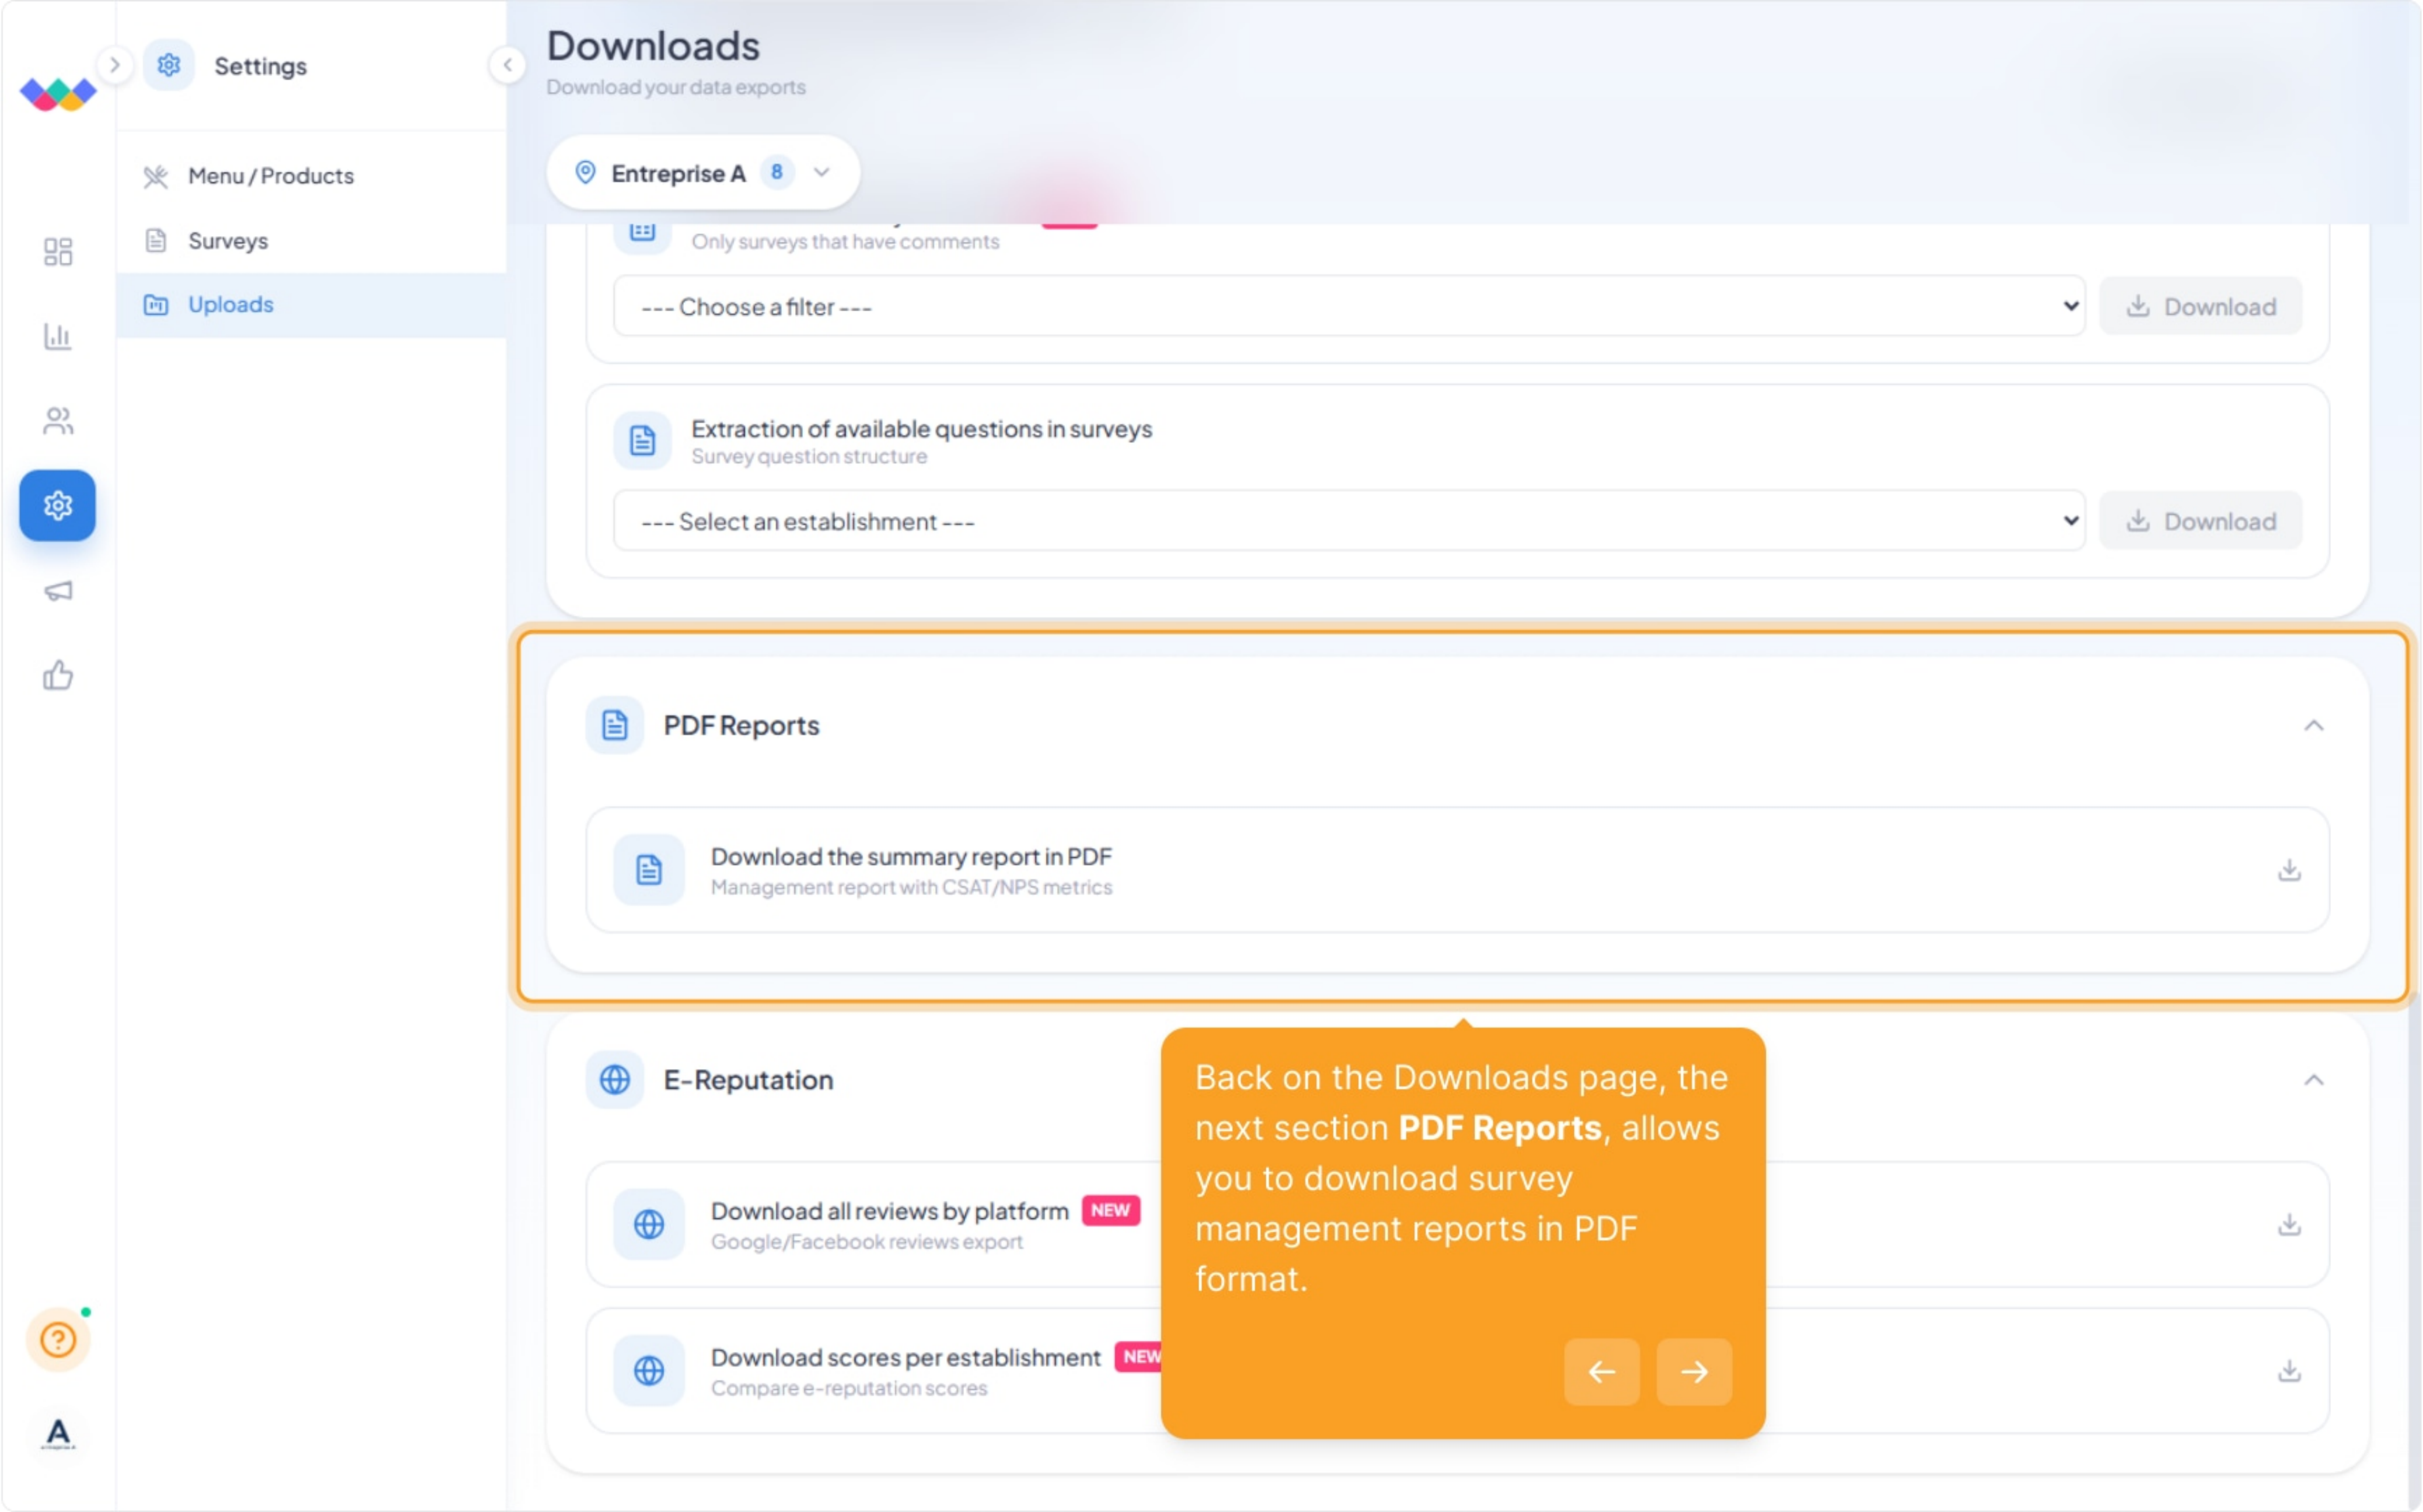 Settings
Menu / Products
Surveys
Uploads
A
Downloads
Download your data exports
Entreprise A 8
Only surveys that have comments
--- Choose a filter ---
Download
Extraction of available questions in surveys
Survey question structure
--- Select an establishment ---
Download
PDF Reports
Download the summary report in PDF
Management report with CSAT/NPS metrics
E-Reputation
Download all reviews by platform NEW
Google/Facebook reviews export
Download scores per establishment NEW
Compare e-reputation scores
Back on the Downloads page, the
next section PDF Reports, allows
you to download survey
management reports in PDF
format.